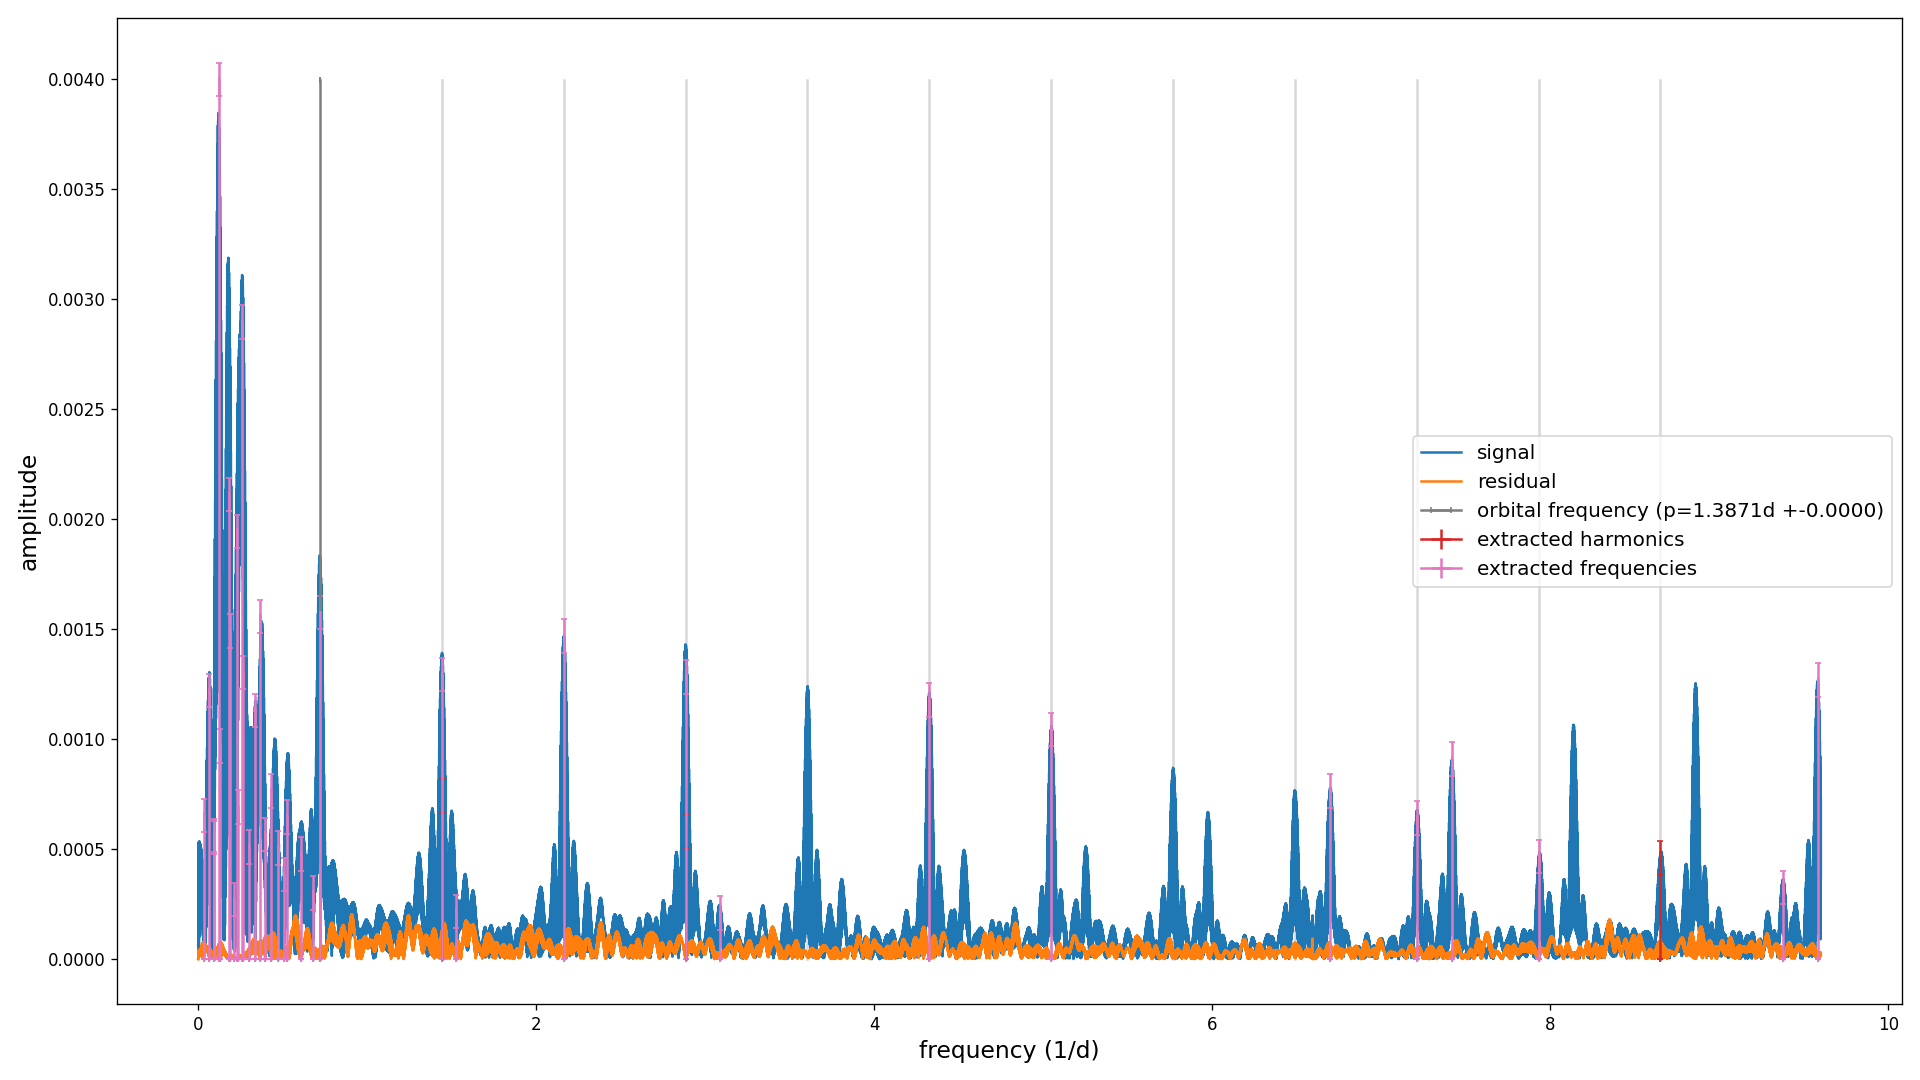 0.0040
0.0035
0.0030
0.0025
0.0020
0.0015
0.0010
0.0005
0.0000
amplitude
signal
residual
orbital frequency (p=1.3871d +-0.0000)
extracted harmonics
extracted frequencies
0 2 4 6 8 10
frequency (1/d)